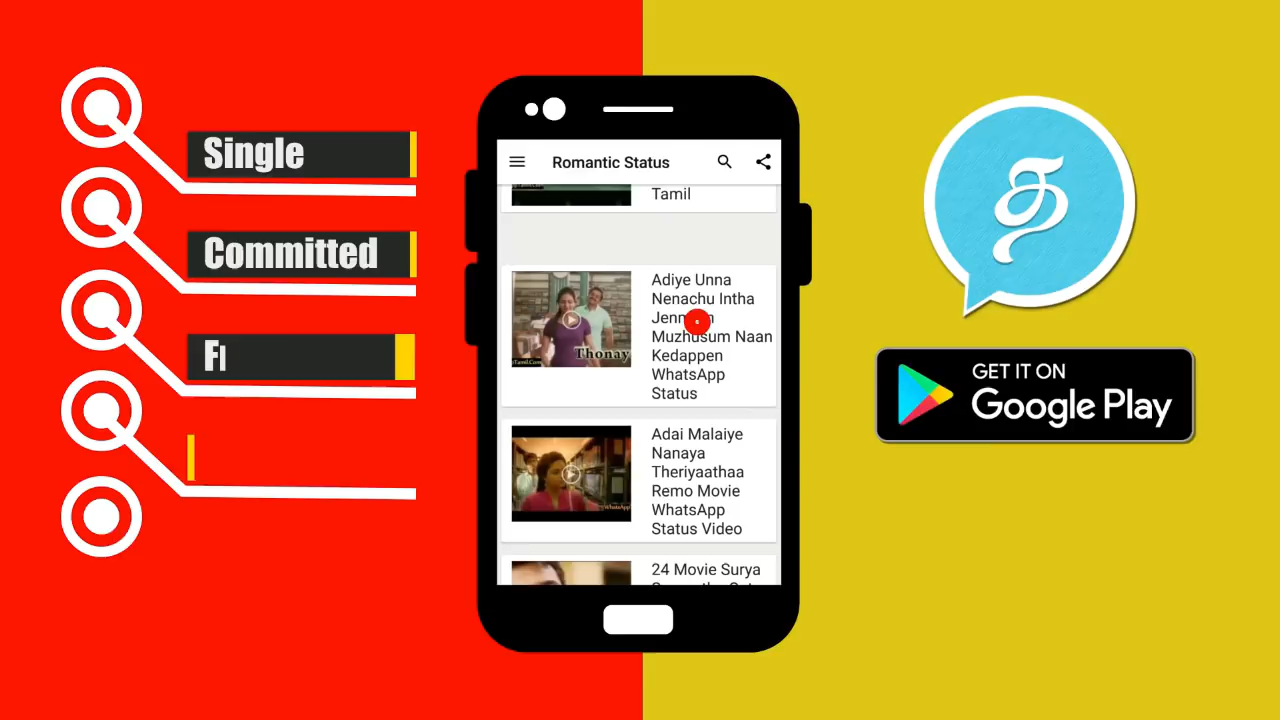 Single
Committed
Romantic Status
Tamil
Adiye Unna
Nenachu Intha
Muzhusum Naan
Kedappen
WhatsApp
Status
Thonay
Adai Malaiye
Nanaya
Theriyaathaa
Remo Movie
WhatsApp
Status Video
WhatsApp
24 Movie Surya
த
GET IT ON
Google Play